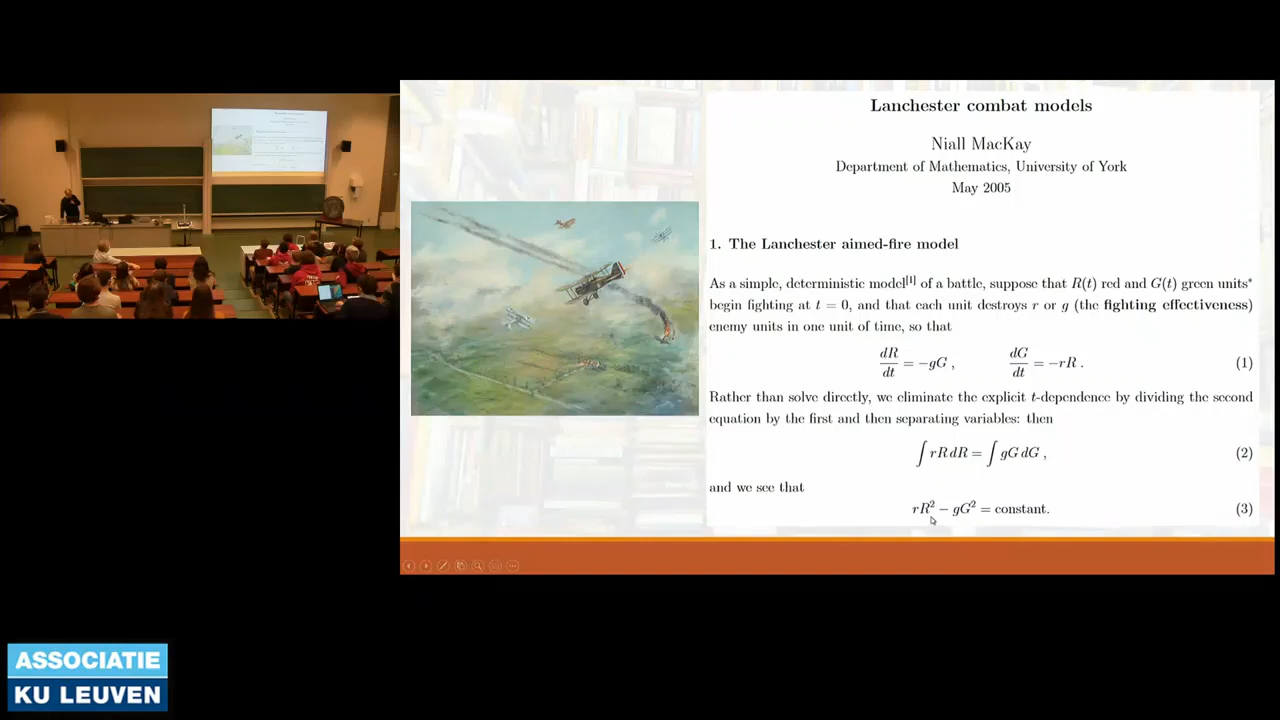 Lanchester combat models
Niall MacKay
Department of Mathematics, University of York
May 2005
1. The Lanchester aimed-fire model
As a simple, deterministic model[1] of a battle, suppose that R(t) red and G(t) green units*
begin fighting at t = 0, and that each unit destroys r or g (the fighting effectiveness)
enemy units in one unit of time, so that
dR/dt = −gG , dG/dt = −rR . (1)
Rather than solve directly, we eliminate the explicit t-dependence by dividing the second
equation by the first and then separating variables: then
∫ rR dR = ∫ gG dG , (2)
and we see that
rR² − gG² = constant. (3)
ASSOCIATIE
KU LEUVEN